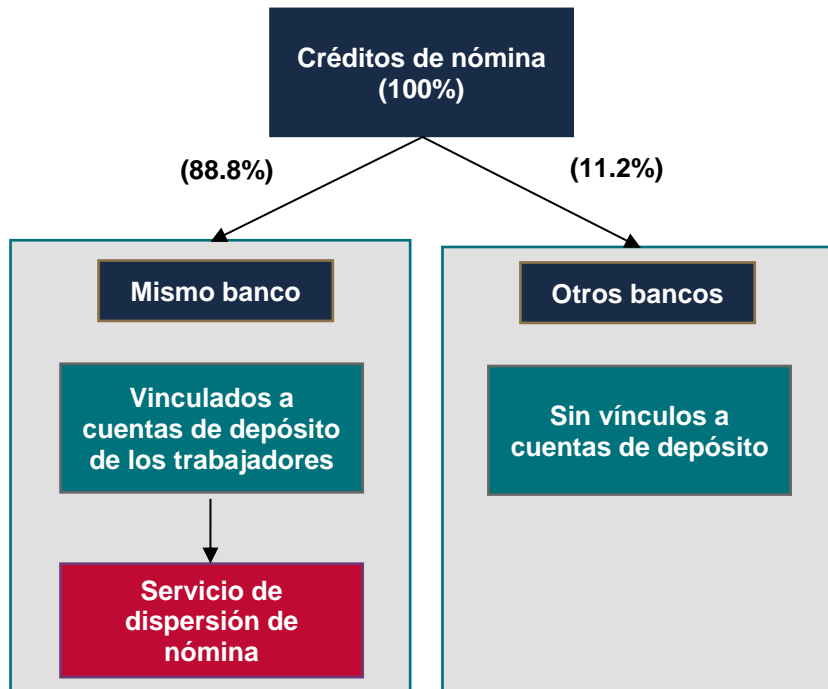 Créditos de nómina
(100%)
(88.8%)
(11.2%)
Mismo banco
Vinculados a
cuentas de depósito
de los trabajadores
Servicio de
dispersión de
nómina
Otros bancos
Sin vínculos a
cuentas de depósito